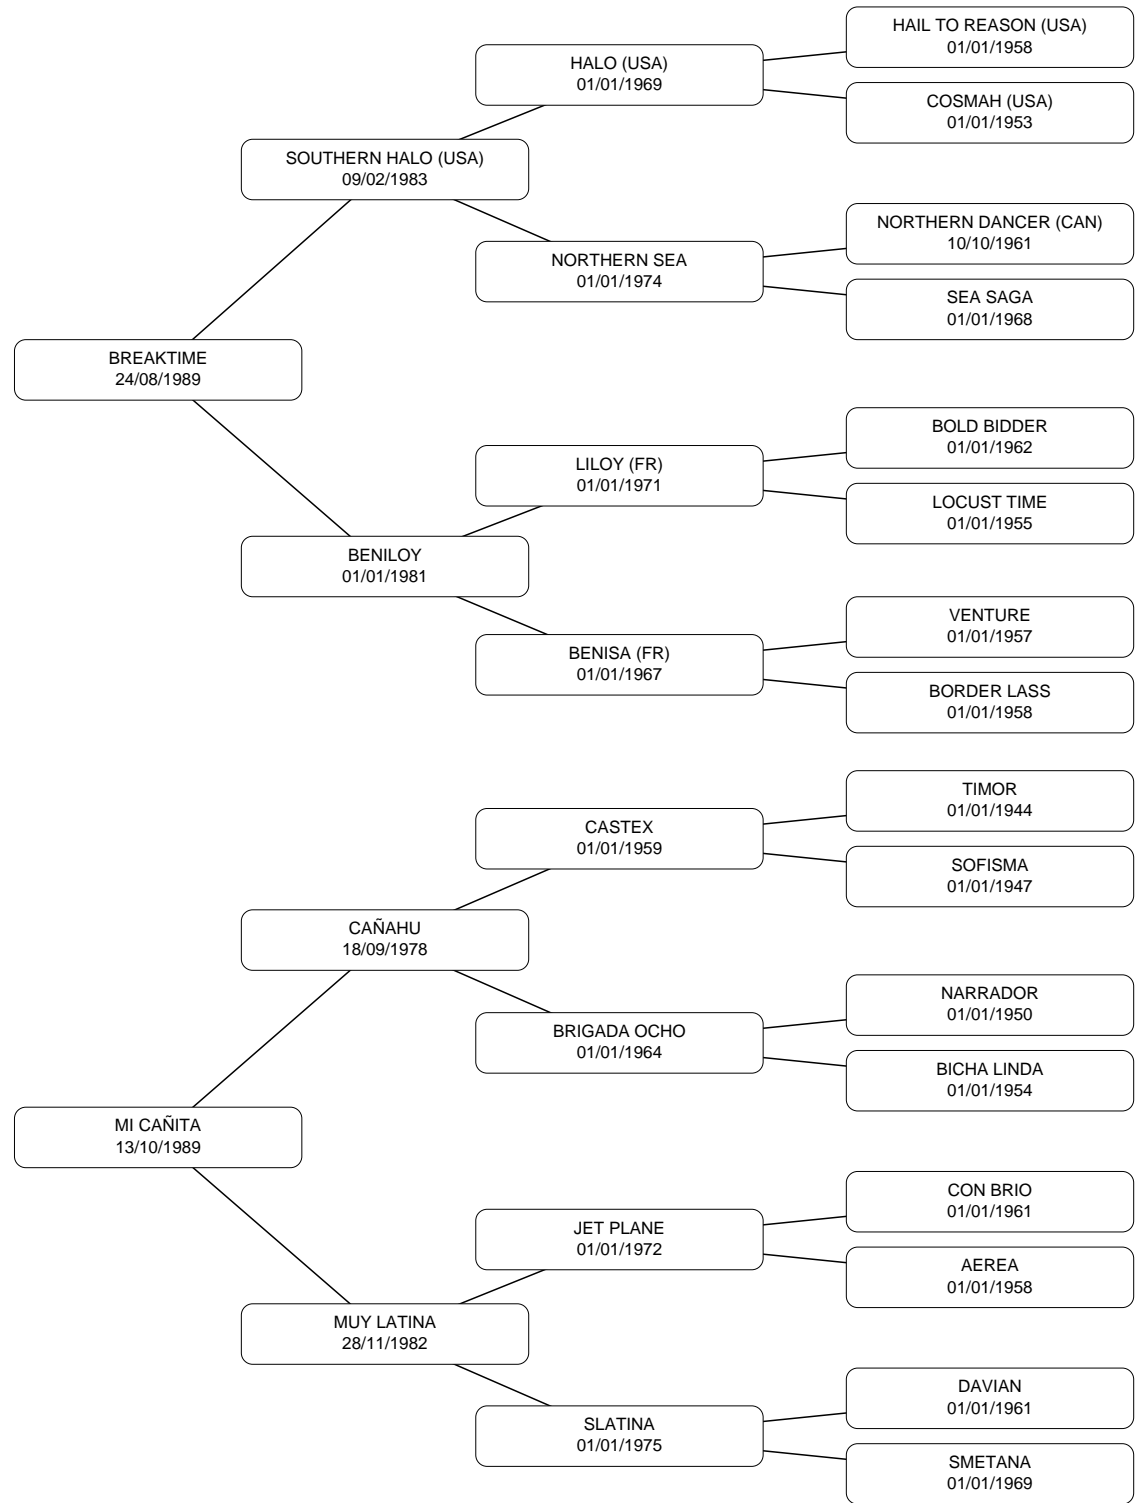 HAIL TO REASON (USA)
01/01/1958
HALO (USA)
01/01/1969
COSMAH (USA)
01/01/1953
SOUTHERN HALO (USA)
09/02/1983
NORTHERN DANCER (CAN)
10/10/1961
NORTHERN SEA
01/01/1974
SEA SAGA
01/01/1968
BREAKTIME
24/08/1989
BOLD BIDDER
01/01/1962
LILOY (FR)
01/01/1971
LOCUST TIME
01/01/1955
BENILOY
01/01/1981
VENTURE
01/01/1957
BENISA (FR)
01/01/1967
BORDER LASS
01/01/1958
TIMOR
01/01/1944
CASTEX
01/01/1959
SOFISMA
01/01/1947
CAÑAHU
18/09/1978
NARRADOR
01/01/1950
BRIGADA OCHO
01/01/1964
BICHA LINDA
01/01/1954
MI CAÑITA
13/10/1989
CON BRIO
01/01/1961
JET PLANE
01/01/1972
AEREA
01/01/1958
MUY LATINA
28/11/1982
DAVIAN
01/01/1961
SLATINA
01/01/1975
SMETANA
01/01/1969